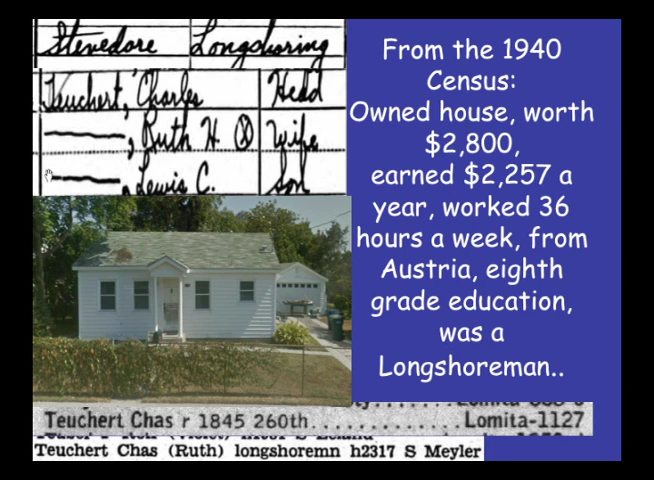 Stevedore Longshoring
Teuchert, Charles Head
, Ruth H. Ⓧ Wife
, Lewis C. Son
From the 1940
Census:
Owned house, worth
$2,800,
earned $2,257 a
year, worked 36
hours a week, from
Austria, eighth
grade education,
was a
Longshoreman..
Teuchert Chas r 1845 260th..............Lomita-1127
Teuchert Chas (Ruth) longshoremn h2317 S Meyler